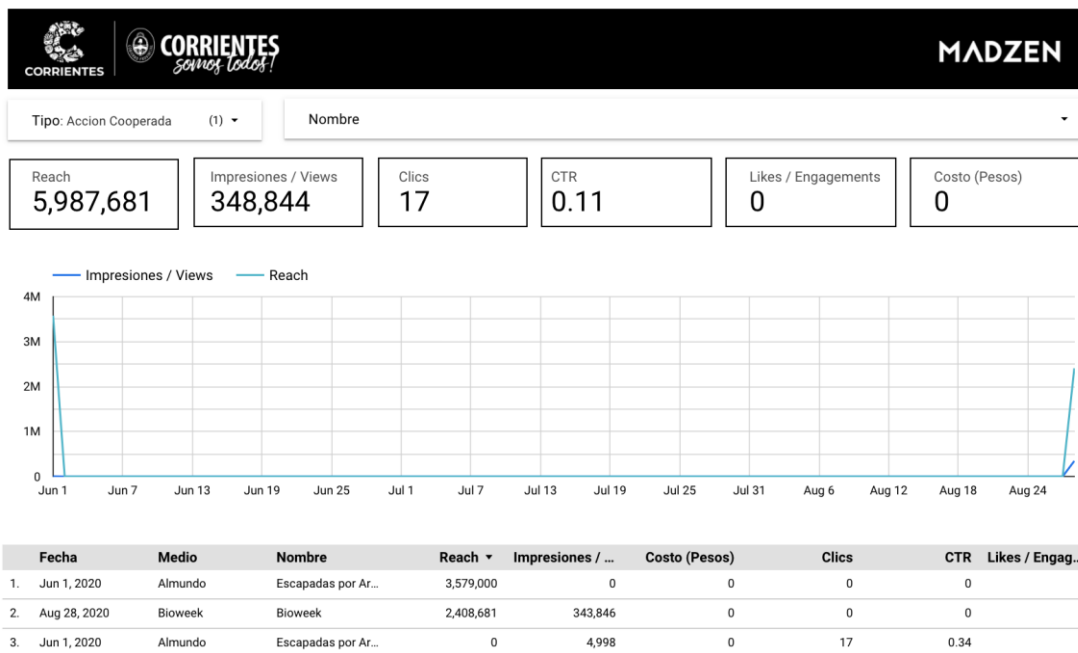 CORRIENTES
CORRIENTES
somos todos!
MADZEN
Tipo: Accion Cooperada (1)
Nombre
Reach Impresiones / Views Clics CTR Likes / Engagements Costo (Pesos)
5,987,681 348,844 17 0.11 0 0
Impresiones / Views Reach
4M
3M
2M
1M
0
Jun 1 Jun 7 Jun 13 Jun 19 Jun 25 Jul 1 Jul 7 Jul 13 Jul 19 Jul 25 Jul 31 Aug 6 Aug 12 Aug 18 Aug 24
Fecha Medio Nombre Reach Impresiones / ... Costo (Pesos) Clics CTR Likes / Engag...
1. Jun 1, 2020 Almundo Escapadas por Ar... 3,579,000 0 0 0 0
2. Aug 28, 2020 Bioweek Bioweek 2,408,681 343,846 0 0 0
3. Jun 1, 2020 Almundo Escapadas por Ar... 0 4,998 0 17 0.34